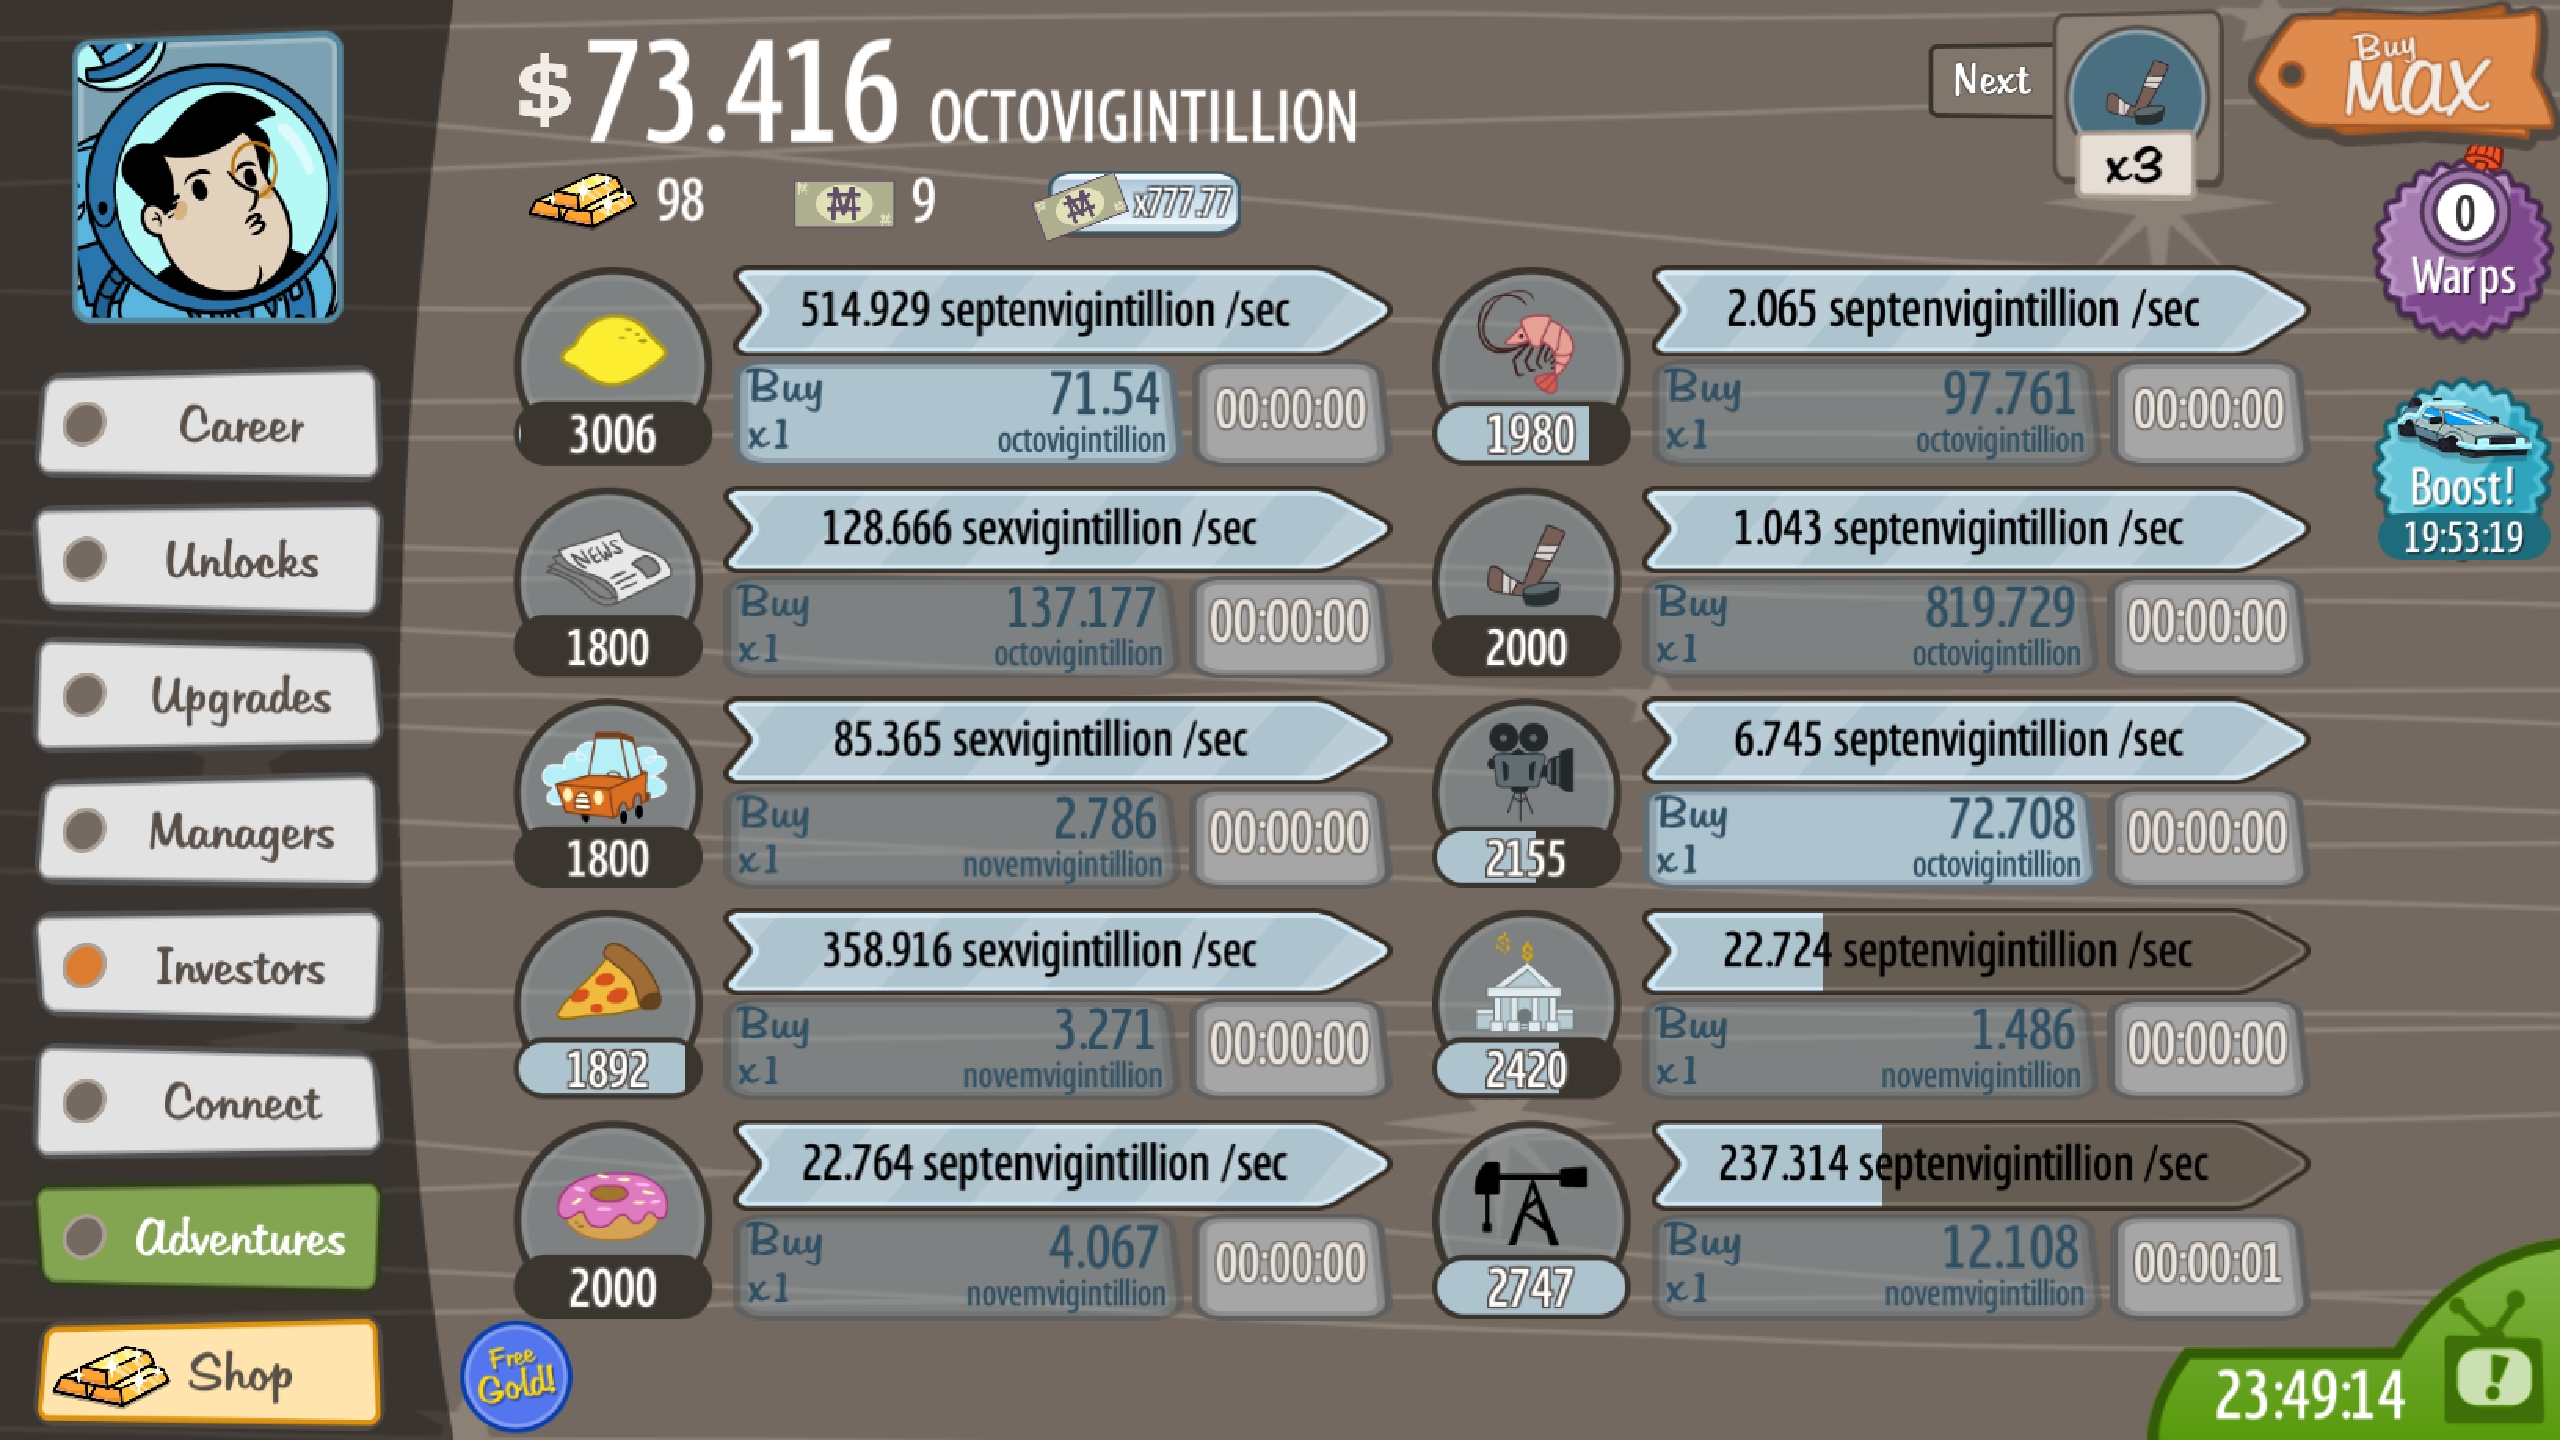 $73.416 OCTOVIGINTILLION
98 9 x777.77
Next
x3
Buy
MAX
0
Warps
Boost!
19:53:19
Career
Unlocks
Upgrades
Managers
Investors
Connect
Adventures
Shop
514.929 septenvigintillion /sec
3006
Buy 71.54
x1 octovigintillion
00:00:00
2.065 septenvigintillion /sec
1980
Buy 97.761
x1 octovigintillion
00:00:00
NEWS
128.666 sexvigintillion /sec
1800
Buy 137.177
x1 octovigintillion
00:00:00
1.043 septenvigintillion /sec
2000
Buy 819.729
x1 octovigintillion
00:00:00
85.365 sexvigintillion /sec
1800
Buy 2.786
x1 novemvigintillion
00:00:00
6.745 septenvigintillion /sec
2155
Buy 72.708
x1 octovigintillion
00:00:00
358.916 sexvigintillion /sec
1892
Buy 3.271
x1 novemvigintillion
00:00:00
22.724 septenvigintillion /sec
2420
Buy 1.486
x1 novemvigintillion
00:00:00
22.764 septenvigintillion /sec
2000
Buy 4.067
x1 novemvigintillion
00:00:00
237.314 septenvigintillion /sec
2747
Buy 12.108
x1 novemvigintillion
00:00:01
Free
Gold!
23:49:14
!